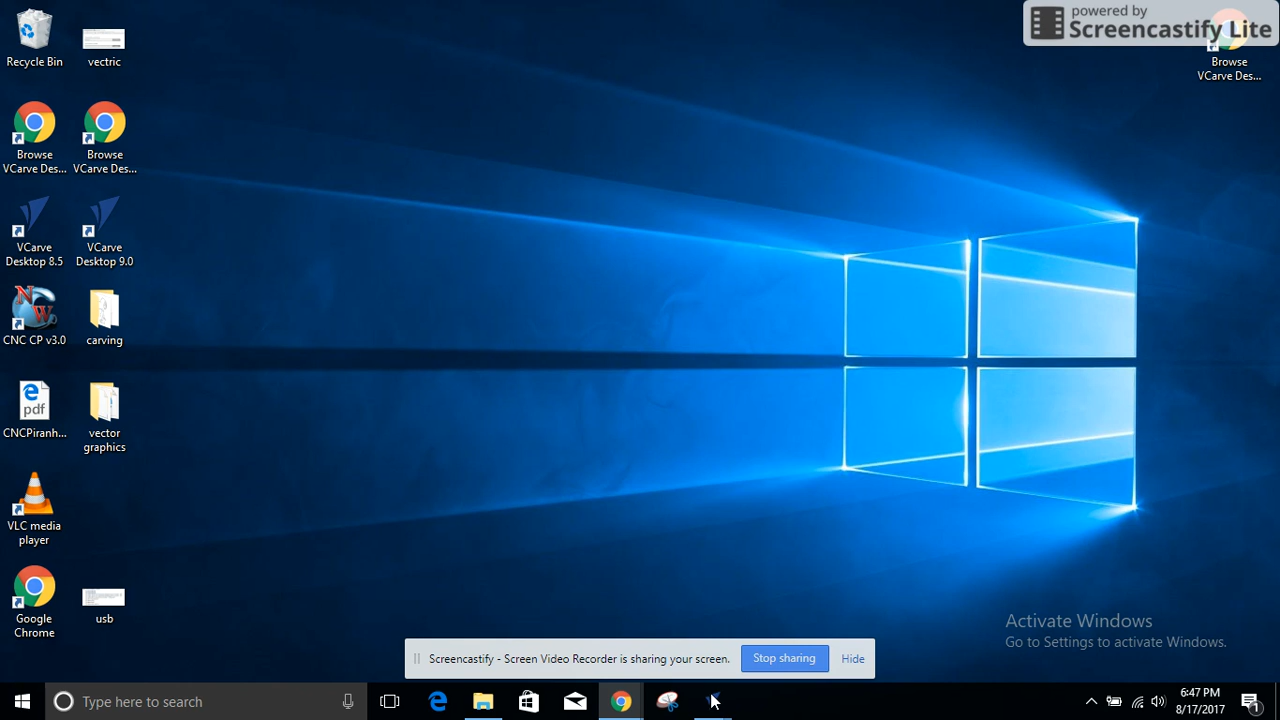 powered by
Screencastify Lite
Recycle Bin
vectric
Browse
VCarve Des...
Browse
VCarve Des...
Browse
VCarve Des...
VCarve
Desktop 8.5
VCarve
Desktop 9.0
NW
CNC CP v3.0
carving
pdf
CNCPiranh...
vector
graphics
VLC media
player
Google
Chrome
usb
Activate Windows
Go to Settings to activate Windows.
Screencastify - Screen Video Recorder is sharing your screen.
Stop sharing
Hide
Type here to search
6:47 PM
8/17/2017
1